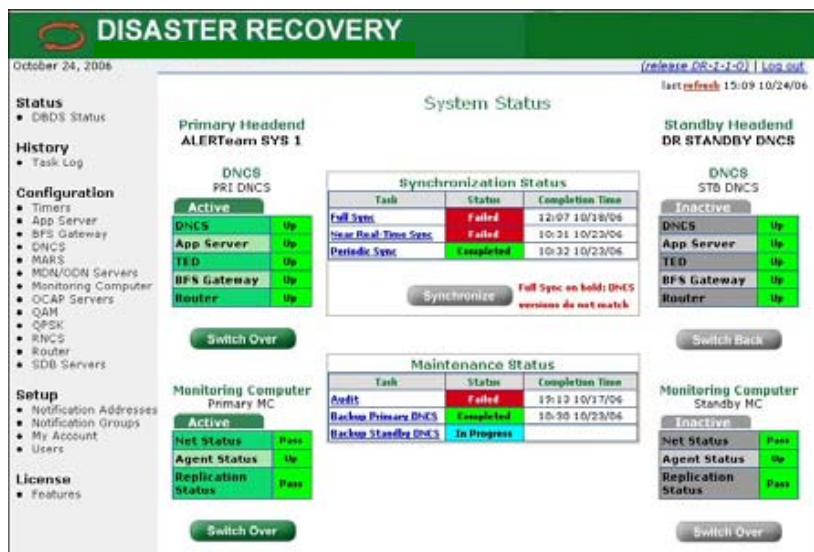 DISASTER RECOVERY
October 24, 2006
(release DR-1-1-0) | Log out
last refresh 15:09 10/24/06
Status
• DBDS Status
History
• Task Log
Configuration
• Timers
• App Server
• BFS Gateway
• DNCS
• MARS
• MDN/ODN Servers
• Monitoring Computer
• OCAP Servers
• QAM
• QPSK
• RNCS
• Router
• SDB Servers
Setup
• Notification Addresses
• Notification Groups
• My Account
• Users
License
• Features
System Status
Primary Headend
ALERTeam SYS 1
DNCS
PRI DNCS
Active
DNCS Up
App Server Up
TED Up
BFS Gateway Up
Router Up
Switch Over
Monitoring Computer
Primary MC
Active
Net Status Pass
Agent Status Up
Replication Status Pass
Switch Over
Synchronization Status
Task Status Completion Time
Full Sync Failed 12:07 10/18/06
Near Real-Time Sync Failed 10:31 10/23/06
Periodic Sync Completed 10:32 10/23/06
Synchronize
Full Sync on hold: DNCS
versions do not match
Maintenance Status
Task Status Completion Time
Audit Failed 19:13 10/17/06
Backup Primary DNCS Completed 10:30 10/23/06
Backup Standby DNCS In Progress
Standby Headend
DR STANDBY DNCS
DNCS
STB DNCS
Inactive
DNCS Up
App Server Up
TED Up
BFS Gateway Up
Router Up
Switch Back
Monitoring Computer
Standby MC
Inactive
Net Status Pass
Agent Status Up
Replication Status Pass
Switch Over